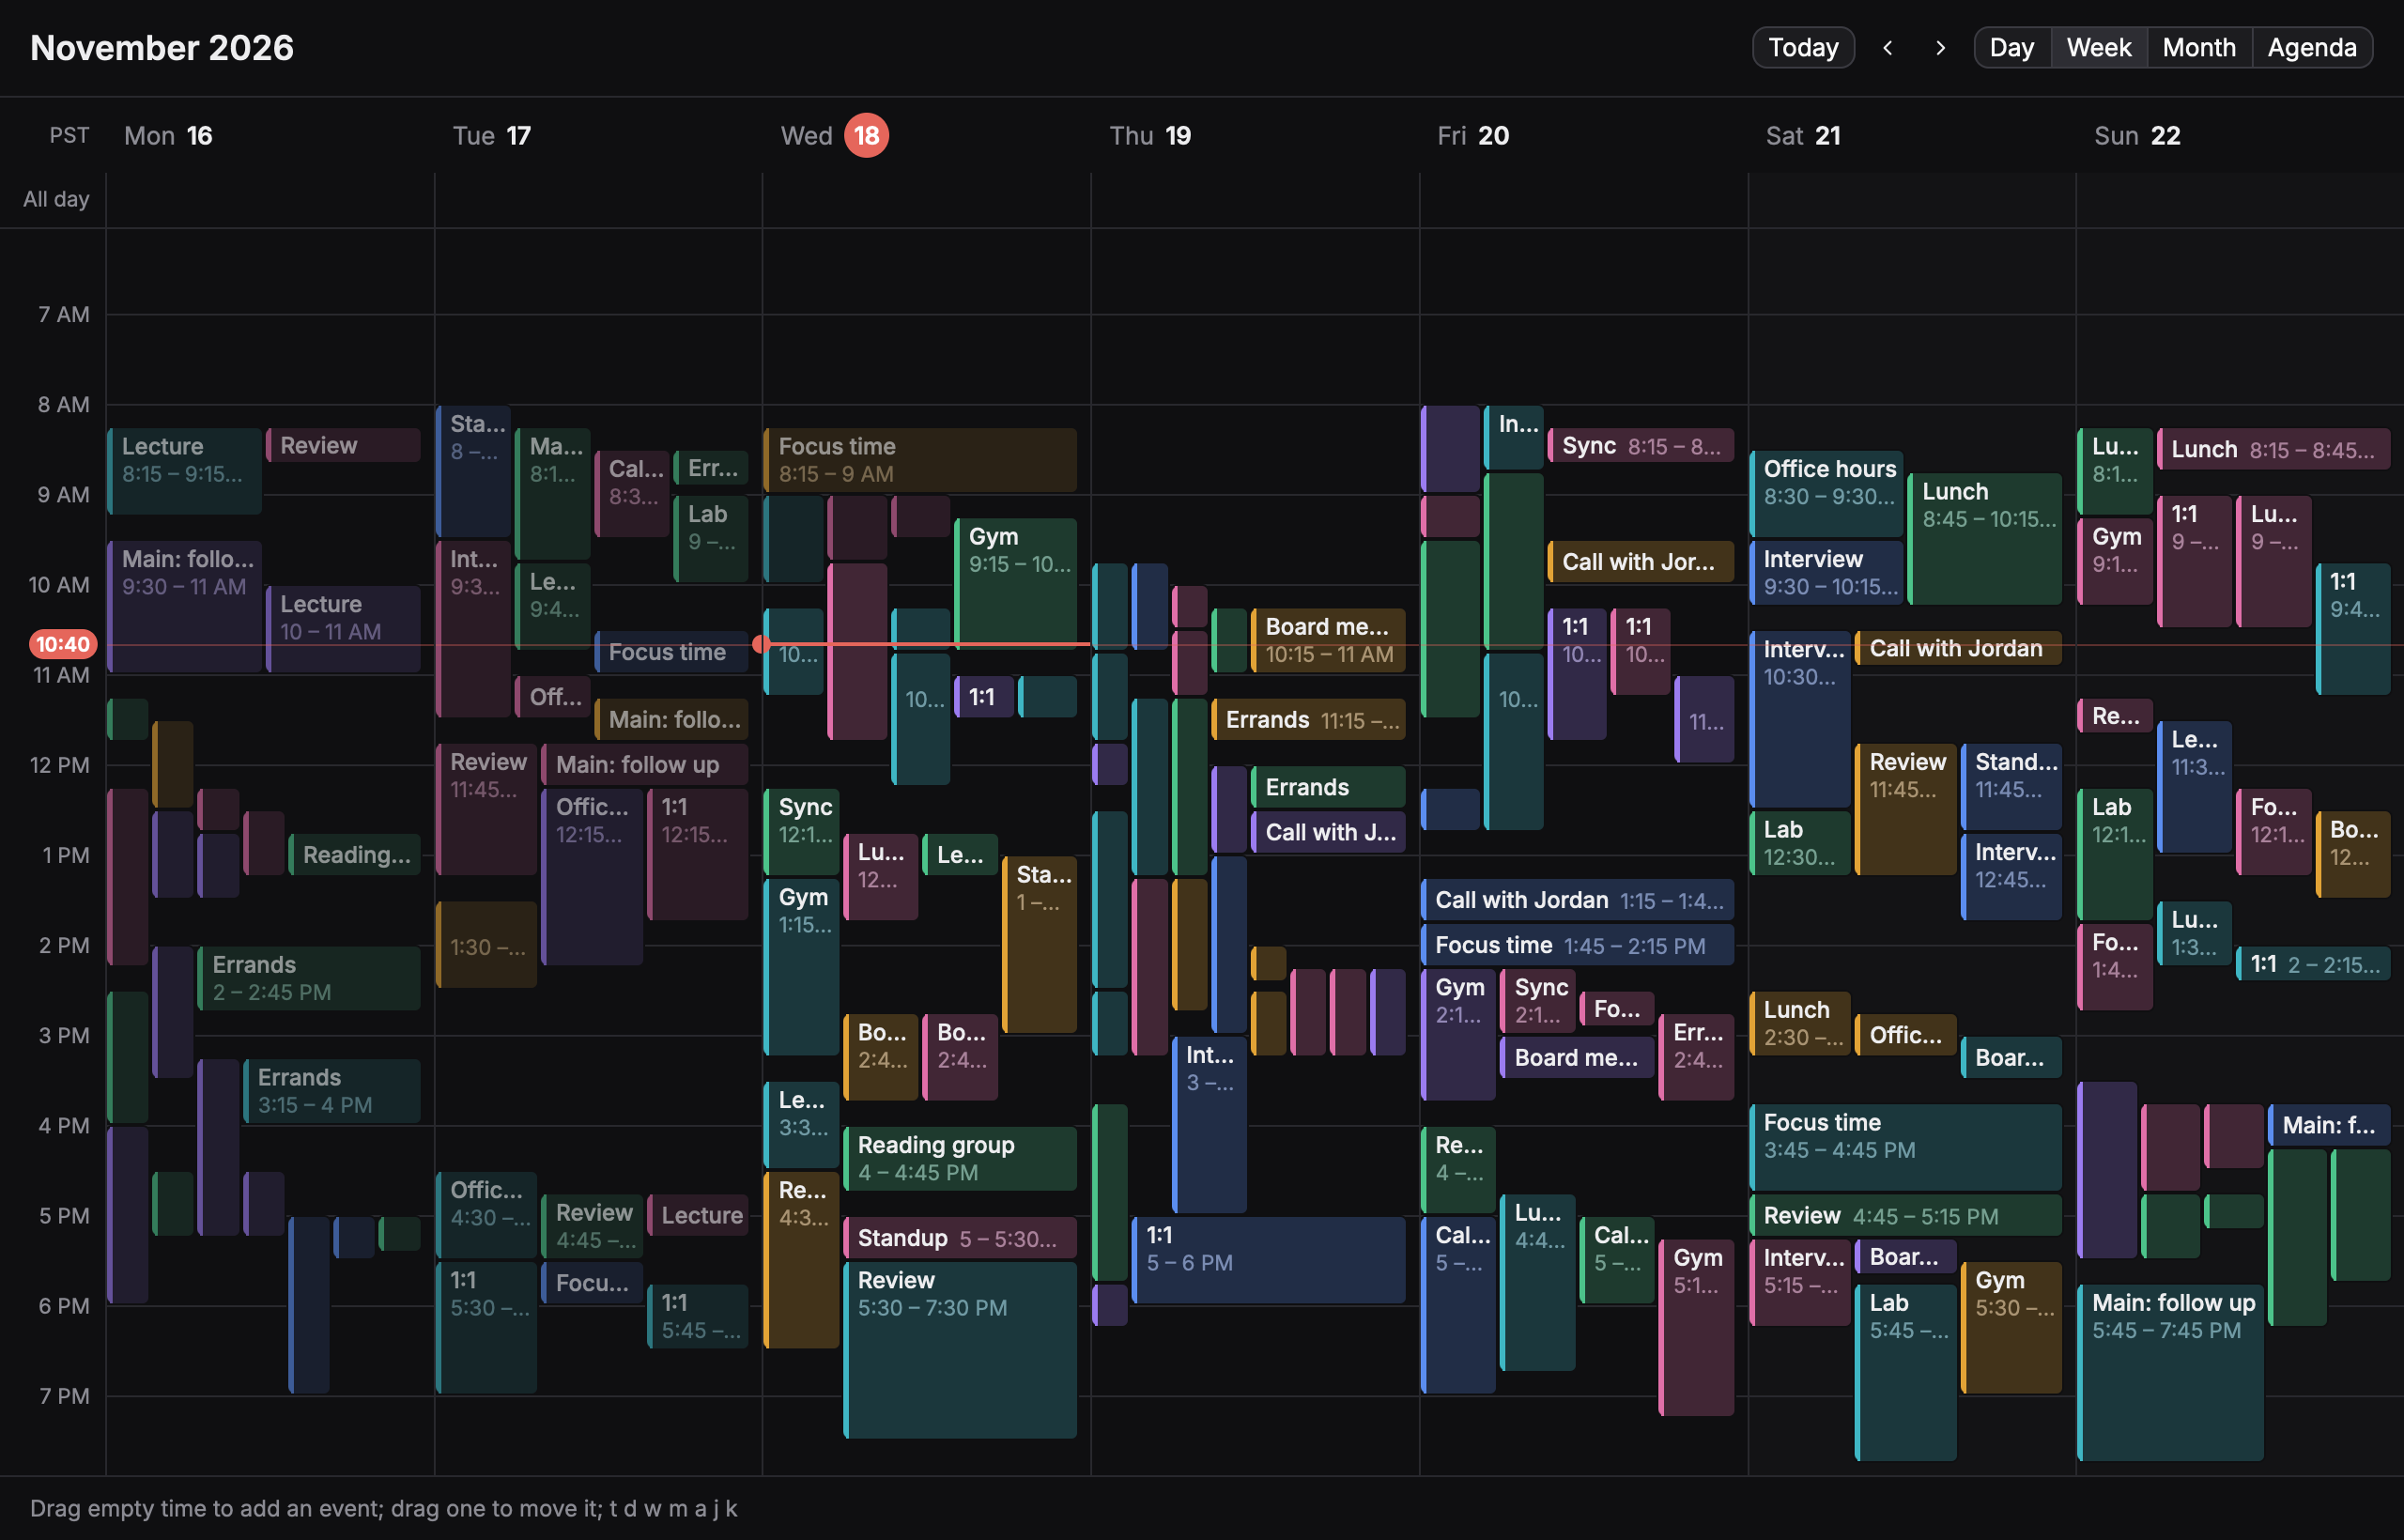 November 2026
Today
Day
Week
Month
Agenda
PST
Mon 16
Tue 17
Wed 18
Thu 19
Fri 20
Sat 21
Sun 22
All day
7 AM
8 AM
9 AM
10 AM
10:40
11 AM
12 PM
1 PM
2 PM
3 PM
4 PM
5 PM
6 PM
7 PM
Lecture
8:15 – 9:15...
Review
Main: follo...
9:30 – 11 AM
Lecture
10 – 11 AM
Reading...
Errands
2 – 2:45 PM
Errands
3:15 – 4 PM
Sta...
8 –...
Ma...
8:1...
Cal...
8:3...
Err...
Lab
9 –...
Int...
9:3...
Le...
9:4...
Focus time
Off...
Main: follo...
Review
11:45...
Main: follow up
Offic...
12:15...
1:1
12:15...
1:30 –...
Offic...
4:30 –...
Review
4:45 –...
Lecture
1:1
5:30 –...
Focu...
1:1
5:45 –...
Focus time
8:15 – 9 AM
Gym
9:15 – 10...
10...
10...
1:1
Sync
12:1...
Lu...
12...
Le...
Sta...
1 –...
Gym
1:15...
Bo...
2:4...
Bo...
2:4...
Le...
3:3...
Reading group
4 – 4:45 PM
Re...
4:3...
Standup 5 – 5:30...
Review
5:30 – 7:30 PM
Board me...
10:15 – 11 AM
Errands 11:15 –...
Errands
Call with J...
Int...
3 –...
1:1
5 – 6 PM
In...
Sync 8:15 – 8...
Call with Jor...
1:1
10...
1:1
10...
10...
11...
Call with Jordan 1:15 – 1:4...
Focus time 1:45 – 2:15 PM
Gym
2:1...
Sync
2:1...
Fo...
Err...
2:4...
Board me...
Re...
4 –...
Lu...
4:4...
Cal...
5 –...
Cal...
5 –...
Gym
5:1...
Office hours
8:30 – 9:30...
Lunch
8:45 – 10:15...
Interview
9:30 – 10:15...
Interv...
10:30...
Call with Jordan
Review
11:45...
Stand...
11:45...
Lab
12:30...
Interv...
12:45...
Lunch
2:30 –...
Offic...
Boar...
Focus time
3:45 – 4:45 PM
Review 4:45 – 5:15 PM
Interv...
5:15 –...
Boar...
Gym
5:30 –...
Lab
5:45 –...
Lu...
8:1...
Lunch 8:15 – 8:45...
Gym
9:1...
1:1
9 –...
Lu...
9 –...
1:1
9:4...
Re...
Le...
11:3...
Lab
12:1...
Fo...
12:1...
Bo...
12...
Lu...
1:3...
Fo...
1:4...
1:1 2 – 2:15...
Main: f...
Main: follow up
5:45 – 7:45 PM
Drag empty time to add an event; drag one to move it; t d w m a j k